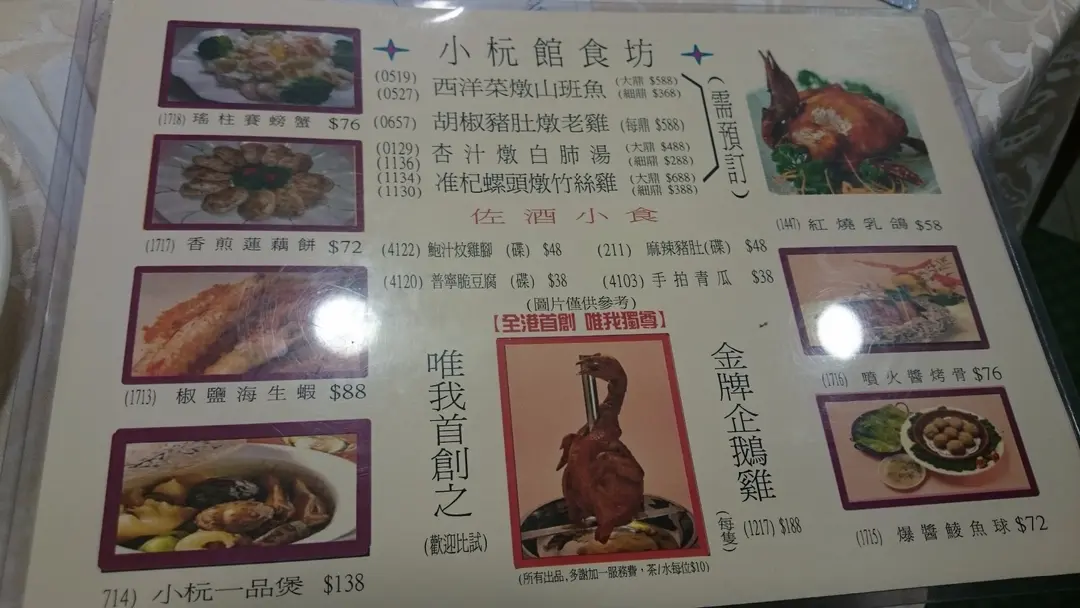 小杬館食坊
(0519)
(0527)
西洋菜燉山班魚
(大鼎 $588)
(細鼎 $368)
(0657) 胡椒豬肚燉老雞 (每鼎 $588)
(0129)
(1136)
杏汁燉白肺湯
(大鼎 $488)
(細鼎 $288)
(1134)
(1130)
准杞螺頭燉竹絲雞
(大鼎 $688)
(細鼎 $388)
(需預訂)
佐酒小食
(4122) 鮑汁炆雞腳 (碟) $48
(211) 麻辣豬肚(碟) $48
(4120) 普寧脆豆腐 (碟) $38
(4103) 手拍青瓜 $38
(圖片僅供參考)
【全港首創 唯我獨尊】
唯我首創之
(歡迎比試)
金牌企鵝雞
(每隻)
(1217) $188
(所有出品,多謝加一服務費,茶/水每位$10)
(1718) 瑤柱賽螃蟹 $76
(1717) 香煎蓮藕餅 $72
(1713) 椒鹽海生蝦 $88
714) 小杬一品煲 $138
(1447) 紅燒乳鴿 $58
(1716) 噴火醬烤骨 $76
(1715) 爆醬鯪魚球 $72